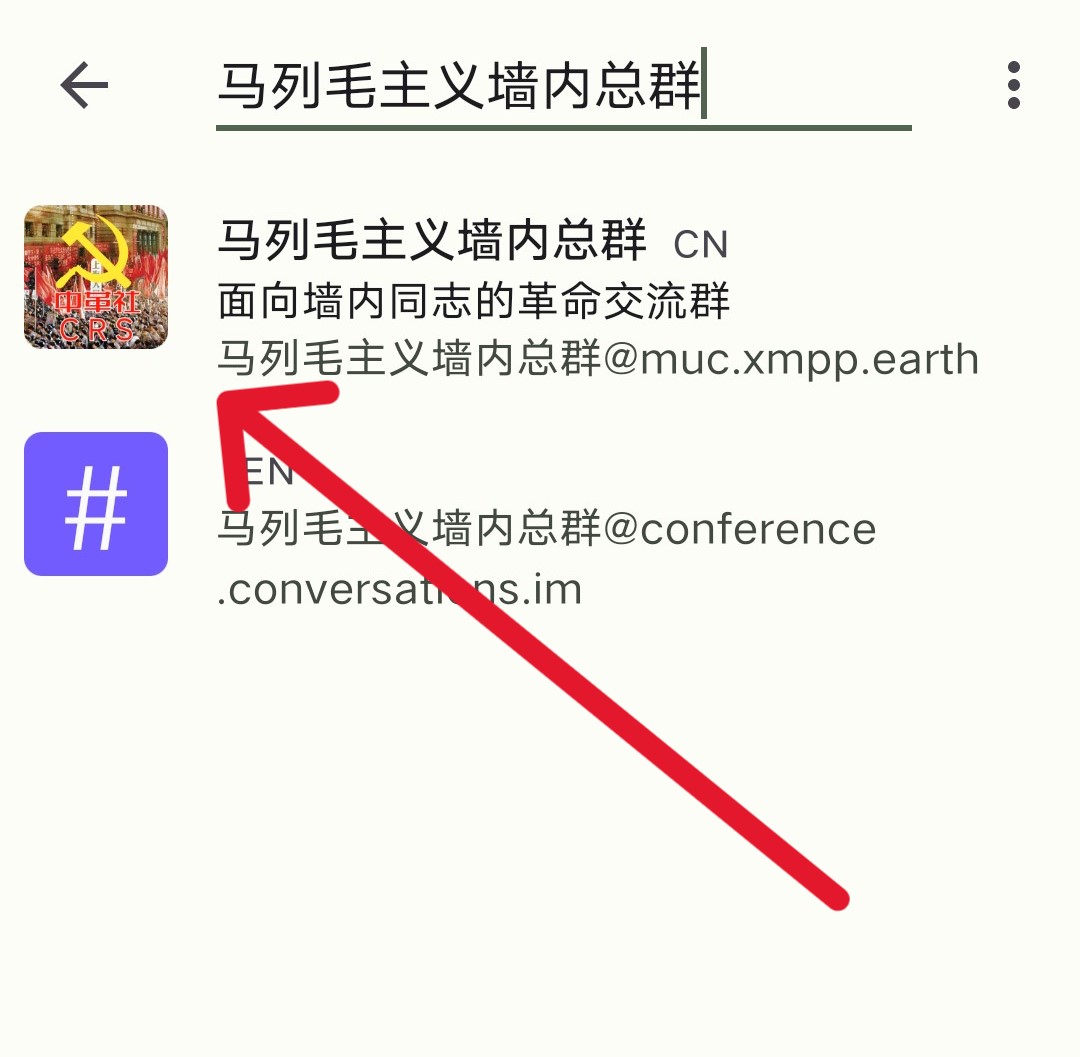 马列毛主义墙内总群
马列毛主义墙内总群 CN
面向墙内同志的革命交流群
马列毛主义墙内总群@muc.xmpp.earth
中革社
CRS
#
EN
马列毛主义墙内总群@conference
.conversations.im